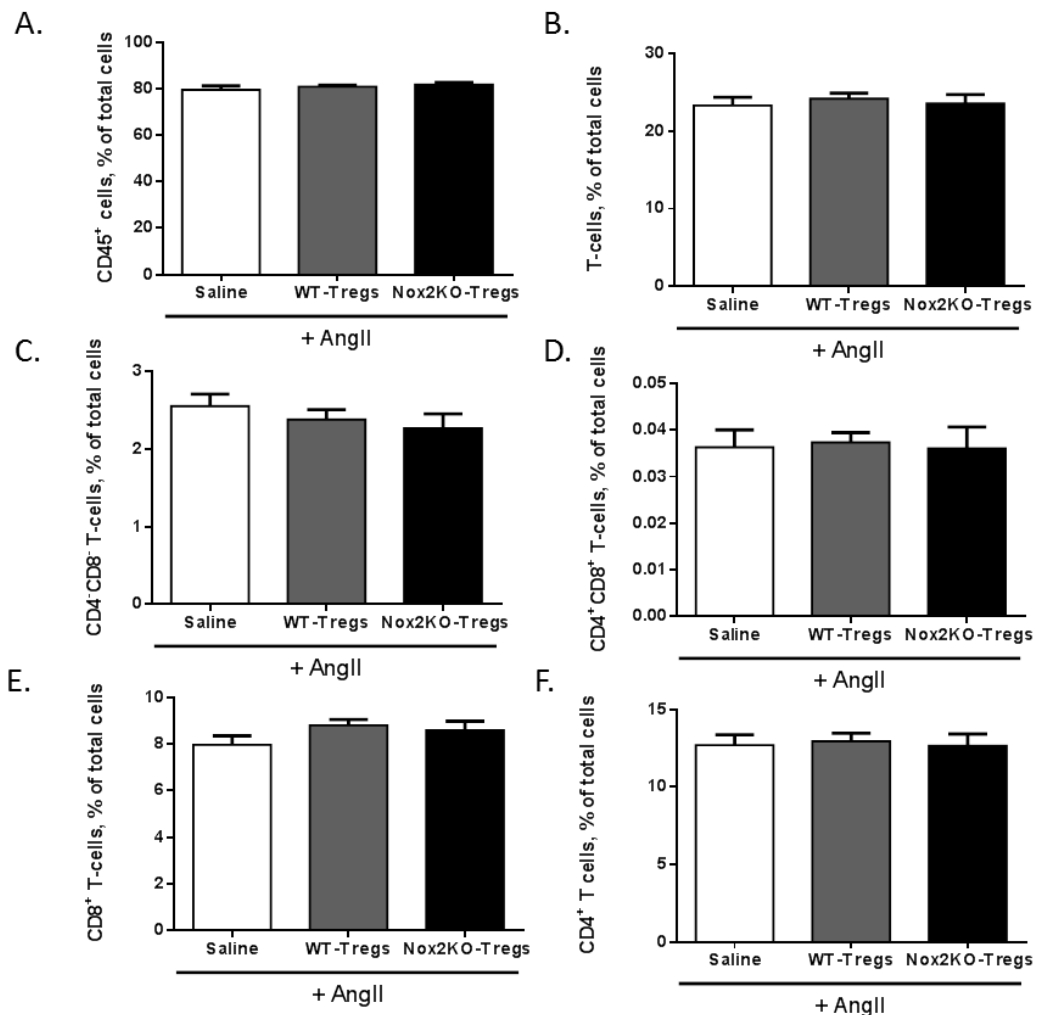 A.
CD45⁺ cells, % of total cells
100
80
60
40
20
0
Saline WT-Tregs Nox2KO-Tregs
+ AngII
B.
T-cells, % of total cells
30
20
10
0
Saline WT-Tregs Nox2KO-Tregs
+ AngII
C.
CD4⁻CD8⁻ T-cells, % of total cells
3
2
1
0
Saline WT-Tregs Nox2KO-Tregs
+ AngII
D.
CD4⁺CD8⁺ T-cells, % of total cells
0.05
0.04
0.03
0.02
0.01
0.00
Saline WT-Tregs Nox2KO-Tregs
+ AngII
E.
CD8⁺ T-cells, % of total cells
10
8
6
4
2
0
Saline WT-Tregs Nox2KO-Tregs
+ AngII
F.
CD4⁺ T cells, % of total cells
15
10
5
0
Saline WT-Tregs Nox2KO-Tregs
+ AngII